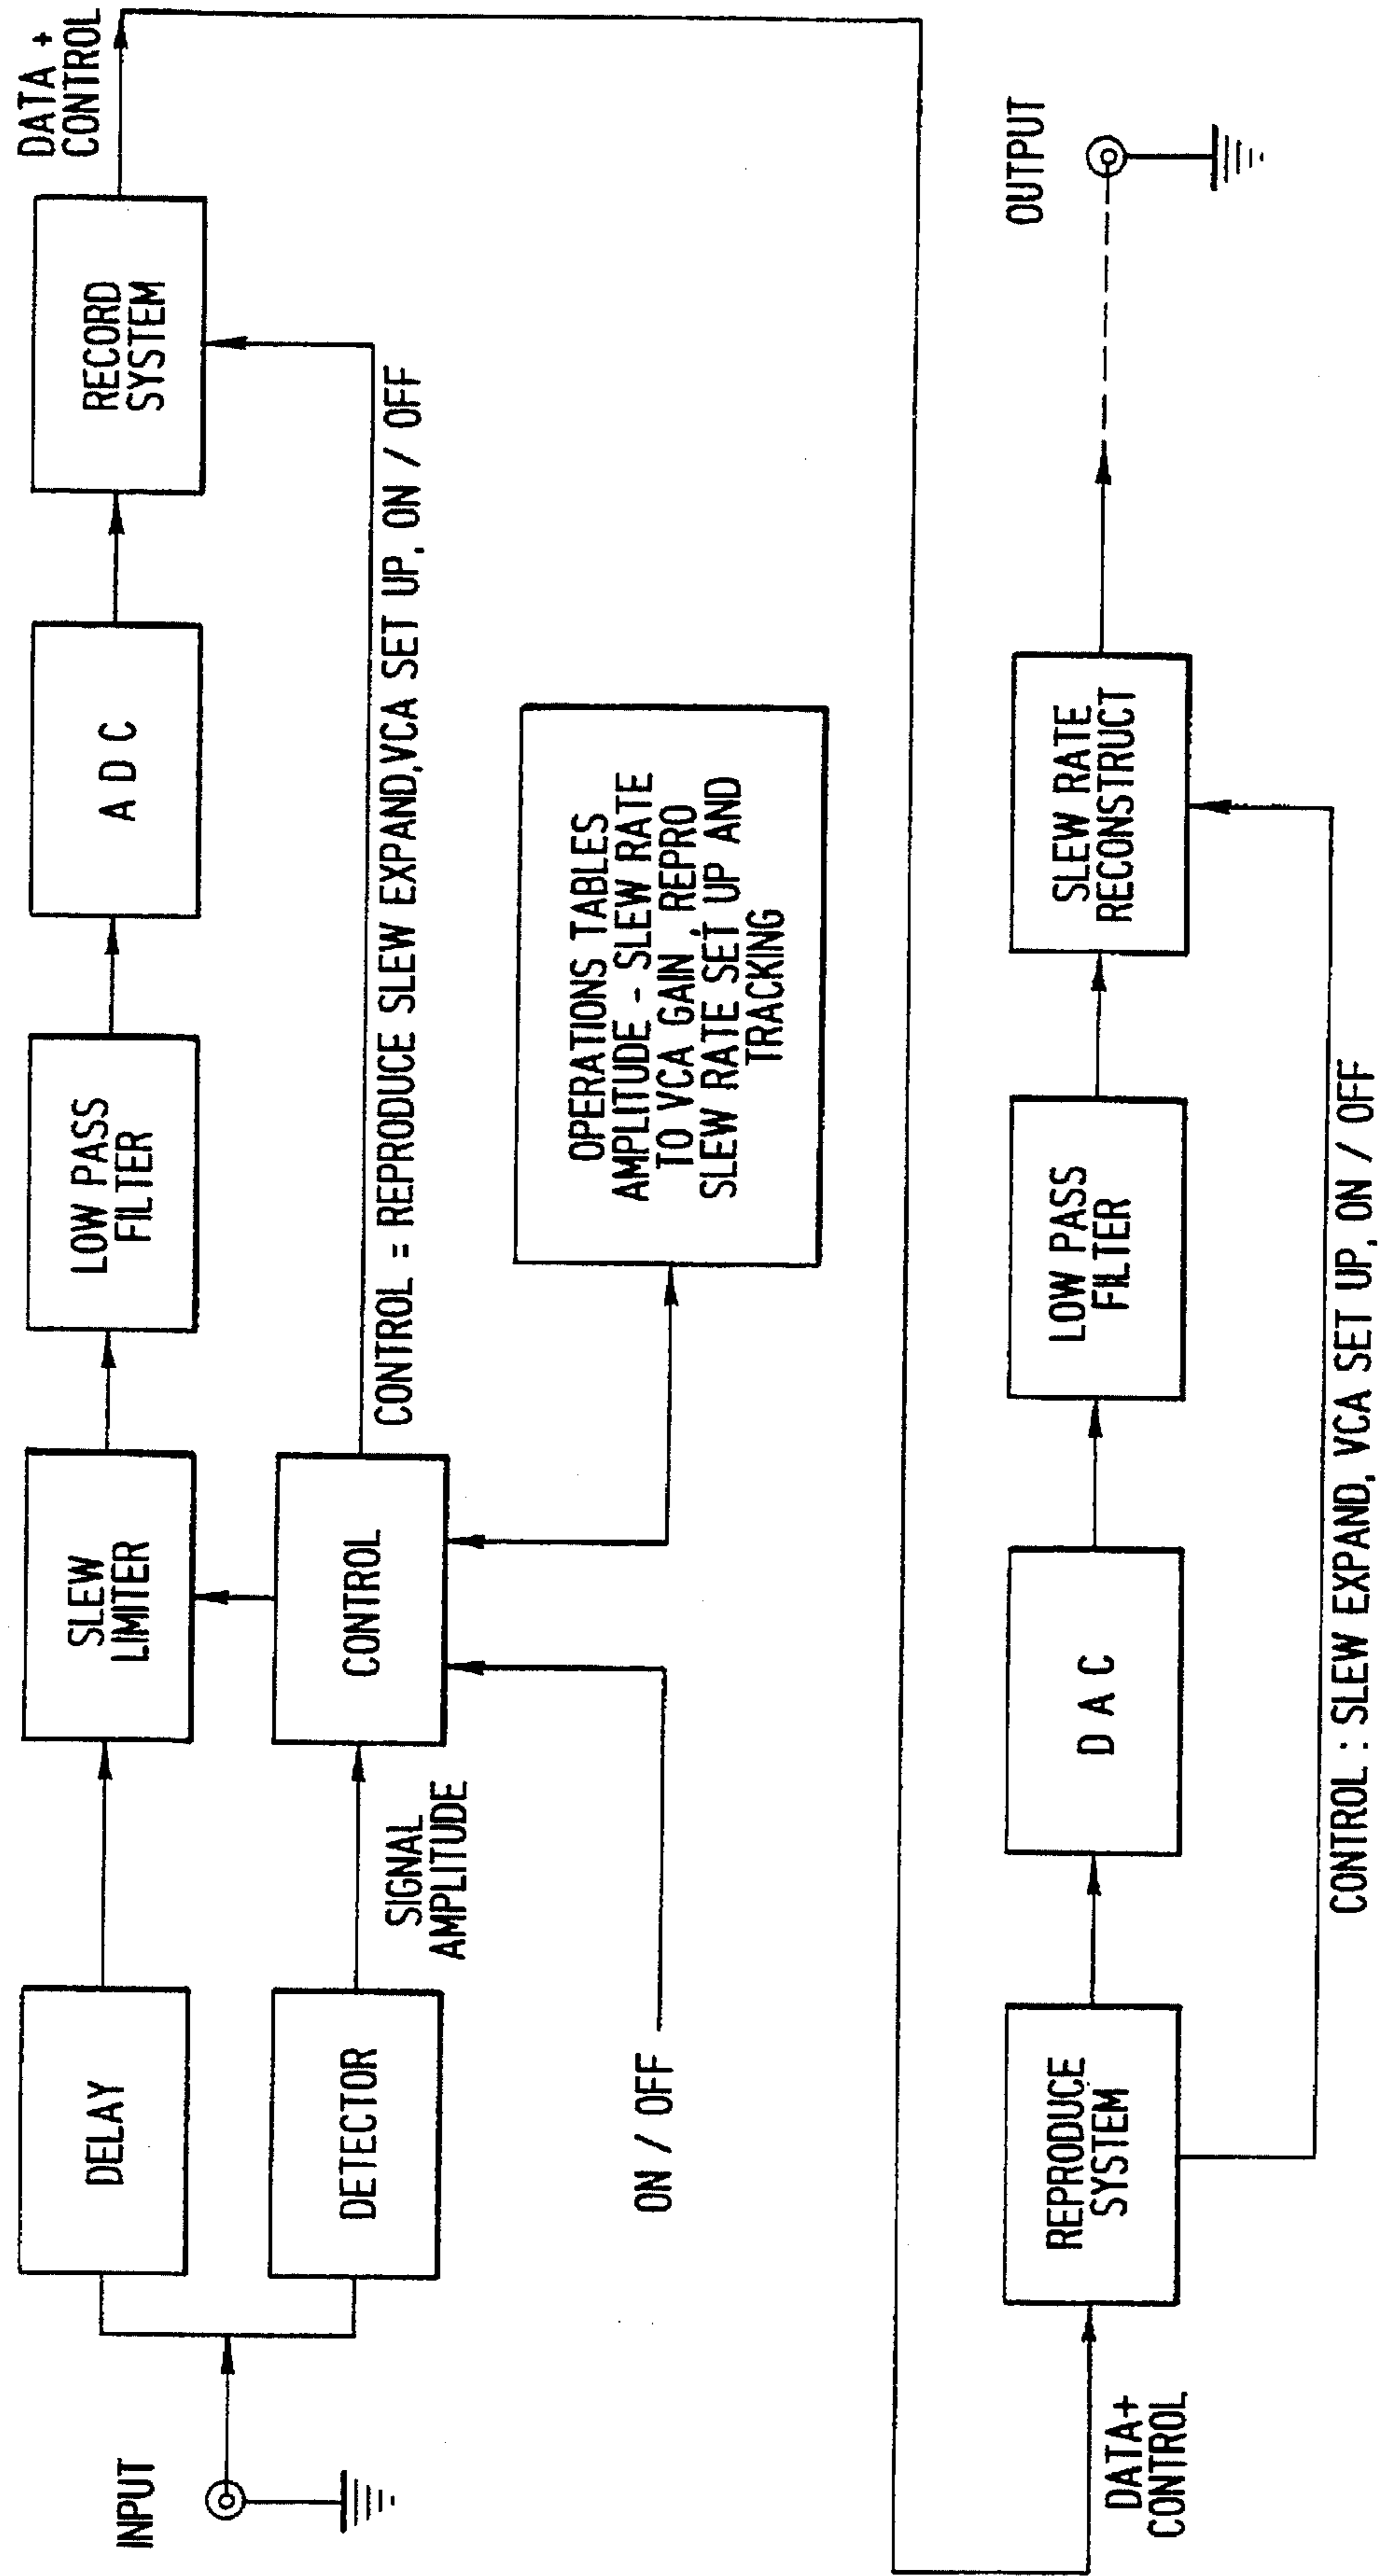 INPUT
DELAY
DETECTOR
SIGNAL
AMPLITUDE
ON / OFF
SLEW
LIMITER
CONTROL
LOW PASS
FILTER
A D C
RECORD
SYSTEM
DATA +
CONTROL
CONTROL = REPRODUCE SLEW EXPAND,VCA SET UP, ON / OFF
OPERATIONS TABLES
AMPLITUDE - SLEW RATE
TO VCA GAIN, REPRO
SLEW RATE SET UP AND
TRACKING
DATA+
CONTROL
REPRODUCE
SYSTEM
D A C
LOW PASS
FILTER
SLEW RATE
RECONSTRUCT
OUTPUT
CONTROL : SLEW EXPAND, VCA SET UP, ON / OFF